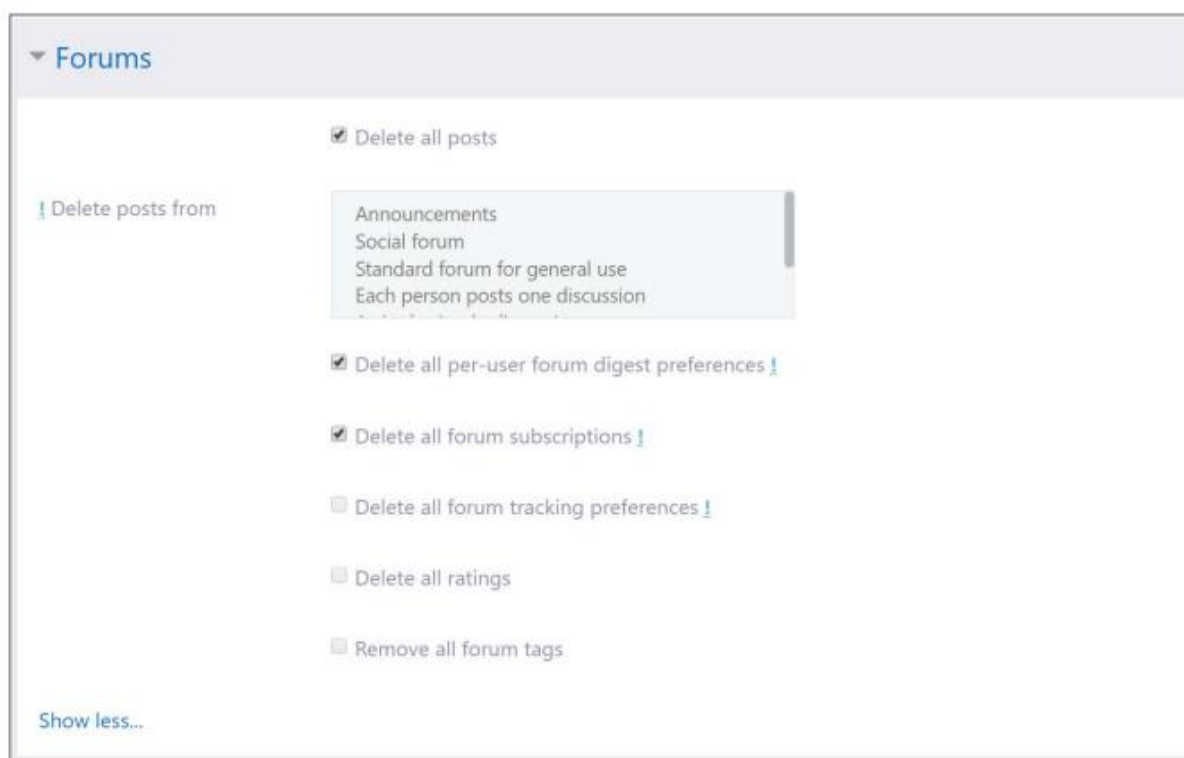 Forums
Delete all posts
! Delete posts from
Announcements
Social forum
Standard forum for general use
Each person posts one discussion
Delete all per-user forum digest preferences !
Delete all forum subscriptions !
Delete all forum tracking preferences !
Delete all ratings
Remove all forum tags
Show less...